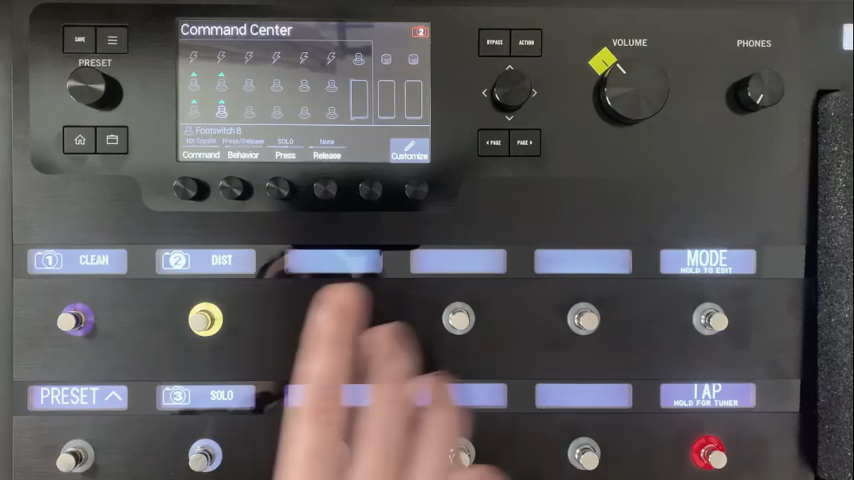 Command Center
2
SAVE
PRESET
BYPASS
ACTION
VOLUME
PHONES
Footswitch 8
Press/Release
SOLO
None
Command
Behavior
Press
Release
Customize
PAGE
PAGE
1 CLEAN
2 DIST
MODE
HOLD TO EDIT
PRESET
3 SOLO
TAP
HOLD FOR TUNER